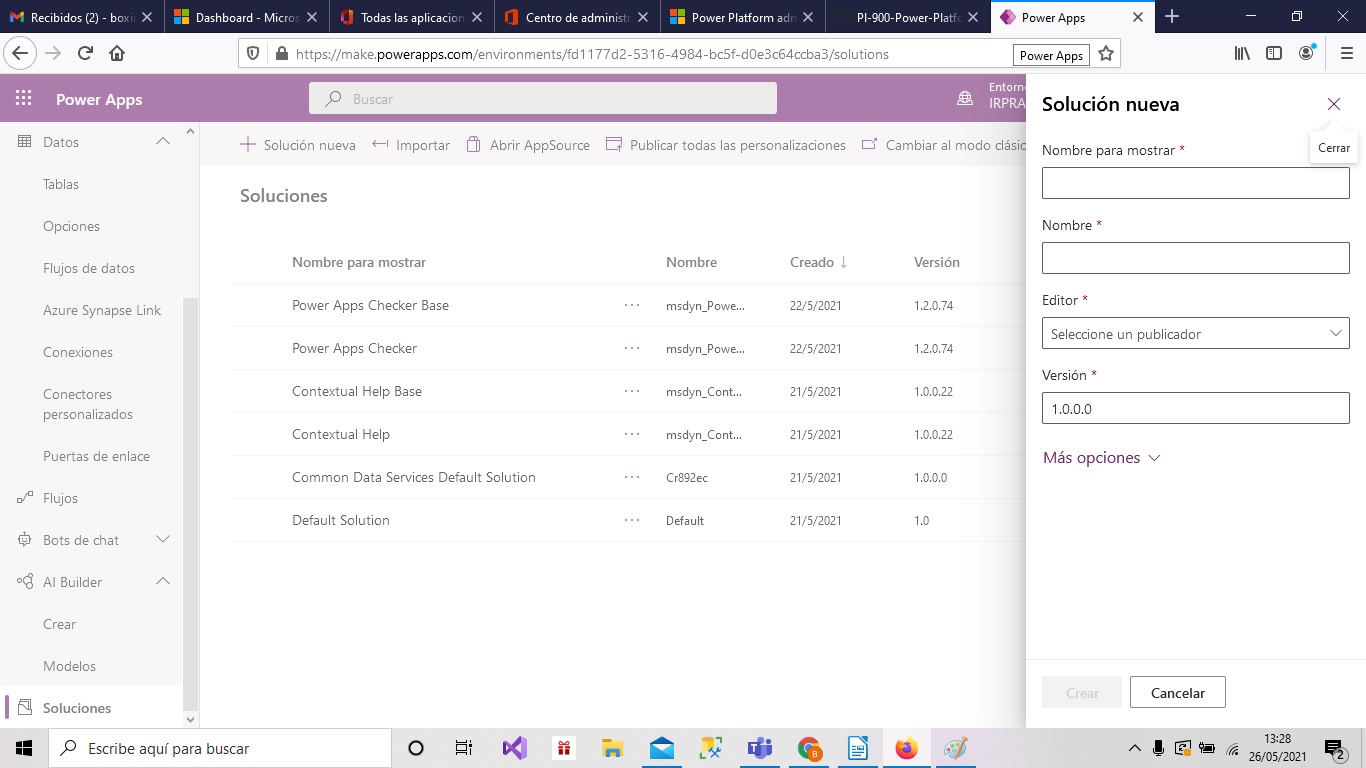 Recibidos (2) - boxi
Dashboard - Micros
Todas las aplicacion
Centro de administr
Power Platform adm
PI-900-Power-Platfo
Power Apps
https://make.powerapps.com/environments/fd1177d2-5316-4984-bc5f-d0e3c64ccba3/solutions
Power Apps
Power Apps
Buscar
Entorno
IRPRA
Datos
Tablas
Opciones
Flujos de datos
Azure Synapse Link
Conexiones
Conectores
personalizados
Puertas de enlace
Flujos
Bots de chat
AI Builder
Crear
Modelos
Soluciones
Solución nueva
Importar
Abrir AppSource
Publicar todas las personalizaciones
Cambiar al modo clásic
Soluciones
Nombre para mostrar Nombre Creado ↓ Versión
Power Apps Checker Base ... msdyn_Powe... 22/5/2021 1.2.0.74
Power Apps Checker ... msdyn_Powe... 22/5/2021 1.2.0.74
Contextual Help Base ... msdyn_Cont... 21/5/2021 1.0.0.22
Contextual Help ... msdyn_Cont... 21/5/2021 1.0.0.22
Common Data Services Default Solution ... Cr892ec 21/5/2021 1.0.0.0
Default Solution ... Default 21/5/2021 1.0
Solución nueva
Cerrar
Nombre para mostrar *
Nombre *
Editor *
Seleccione un publicador
Versión *
1.0.0.0
Más opciones
Crear
Cancelar
Escribe aquí para buscar
B
13:28
26/05/2021
2